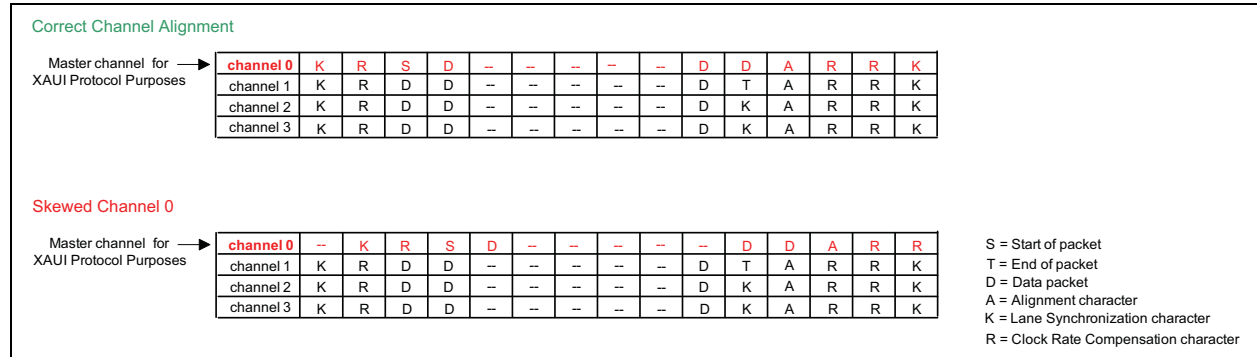 Correct Channel Alignment
Master channel for
XAUI Protocol Purposes
channel 0 K R S D -- -- -- -- -- D D A R R K
channel 1 K R D D -- -- -- -- -- D T A R R K
channel 2 K R D D -- -- -- -- -- D K A R R K
channel 3 K R D D -- -- -- -- -- D K A R R K
Skewed Channel 0
Master channel for
XAUI Protocol Purposes
channel 0 -- K R S D -- -- -- -- -- D D A R R
channel 1 K R D D -- -- -- -- -- D T A R R K
channel 2 K R D D -- -- -- -- -- D K A R R K
channel 3 K R D D -- -- -- -- -- D K A R R K
S = Start of packet
T = End of packet
D = Data packet
A = Alignment character
K = Lane Synchronization character
R = Clock Rate Compensation character